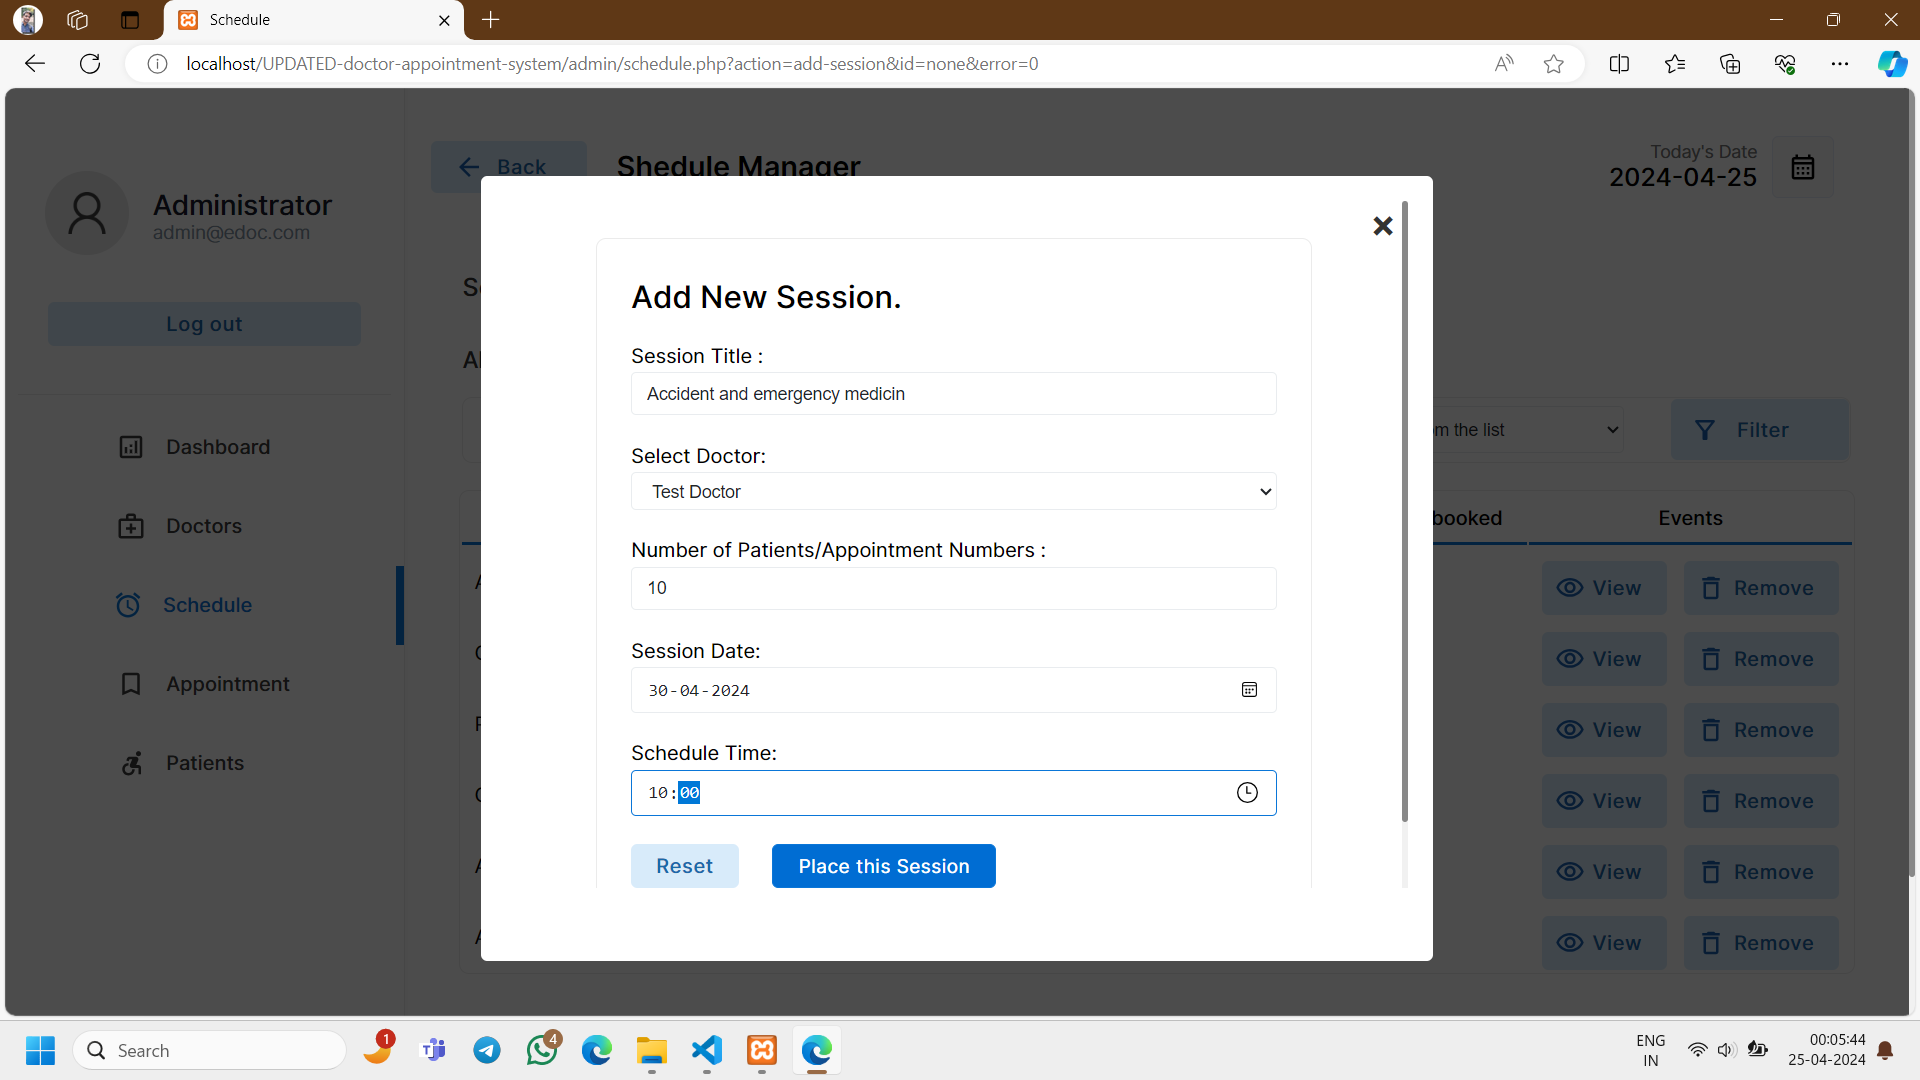 Schedule
localhost/UPDATED-doctor-appointment-system/admin/schedule.php?action=add-session&id=none&error=0
Administrator
admin@edoc.com
Log out
Dashboard
Doctors
Schedule
Appointment
Patients
Back
Shedule Manager
Today's Date
2024-04-25
Add New Session.
Session Title :
Accident and emergency medicin
Select Doctor:
Test Doctor
Number of Patients/Appointment Numbers :
10
Session Date:
30-04-2024
Schedule Time:
10:00
Reset
Place this Session
m the list
Filter
booked
Events
View
Remove
View
Remove
View
Remove
View
Remove
View
Remove
View
Remove
Search
1
4
ENG
IN
00:05:44
25-04-2024